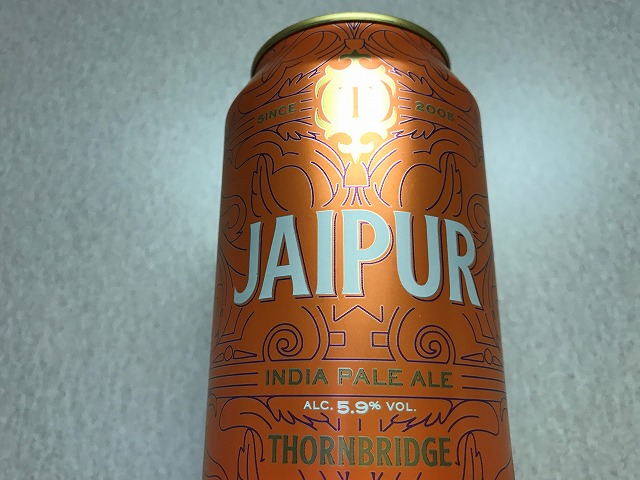 SINCE 2005
JAIPUR
INDIA PALE ALE
ALC. 5.9% VOL.
THORNBRIDGE